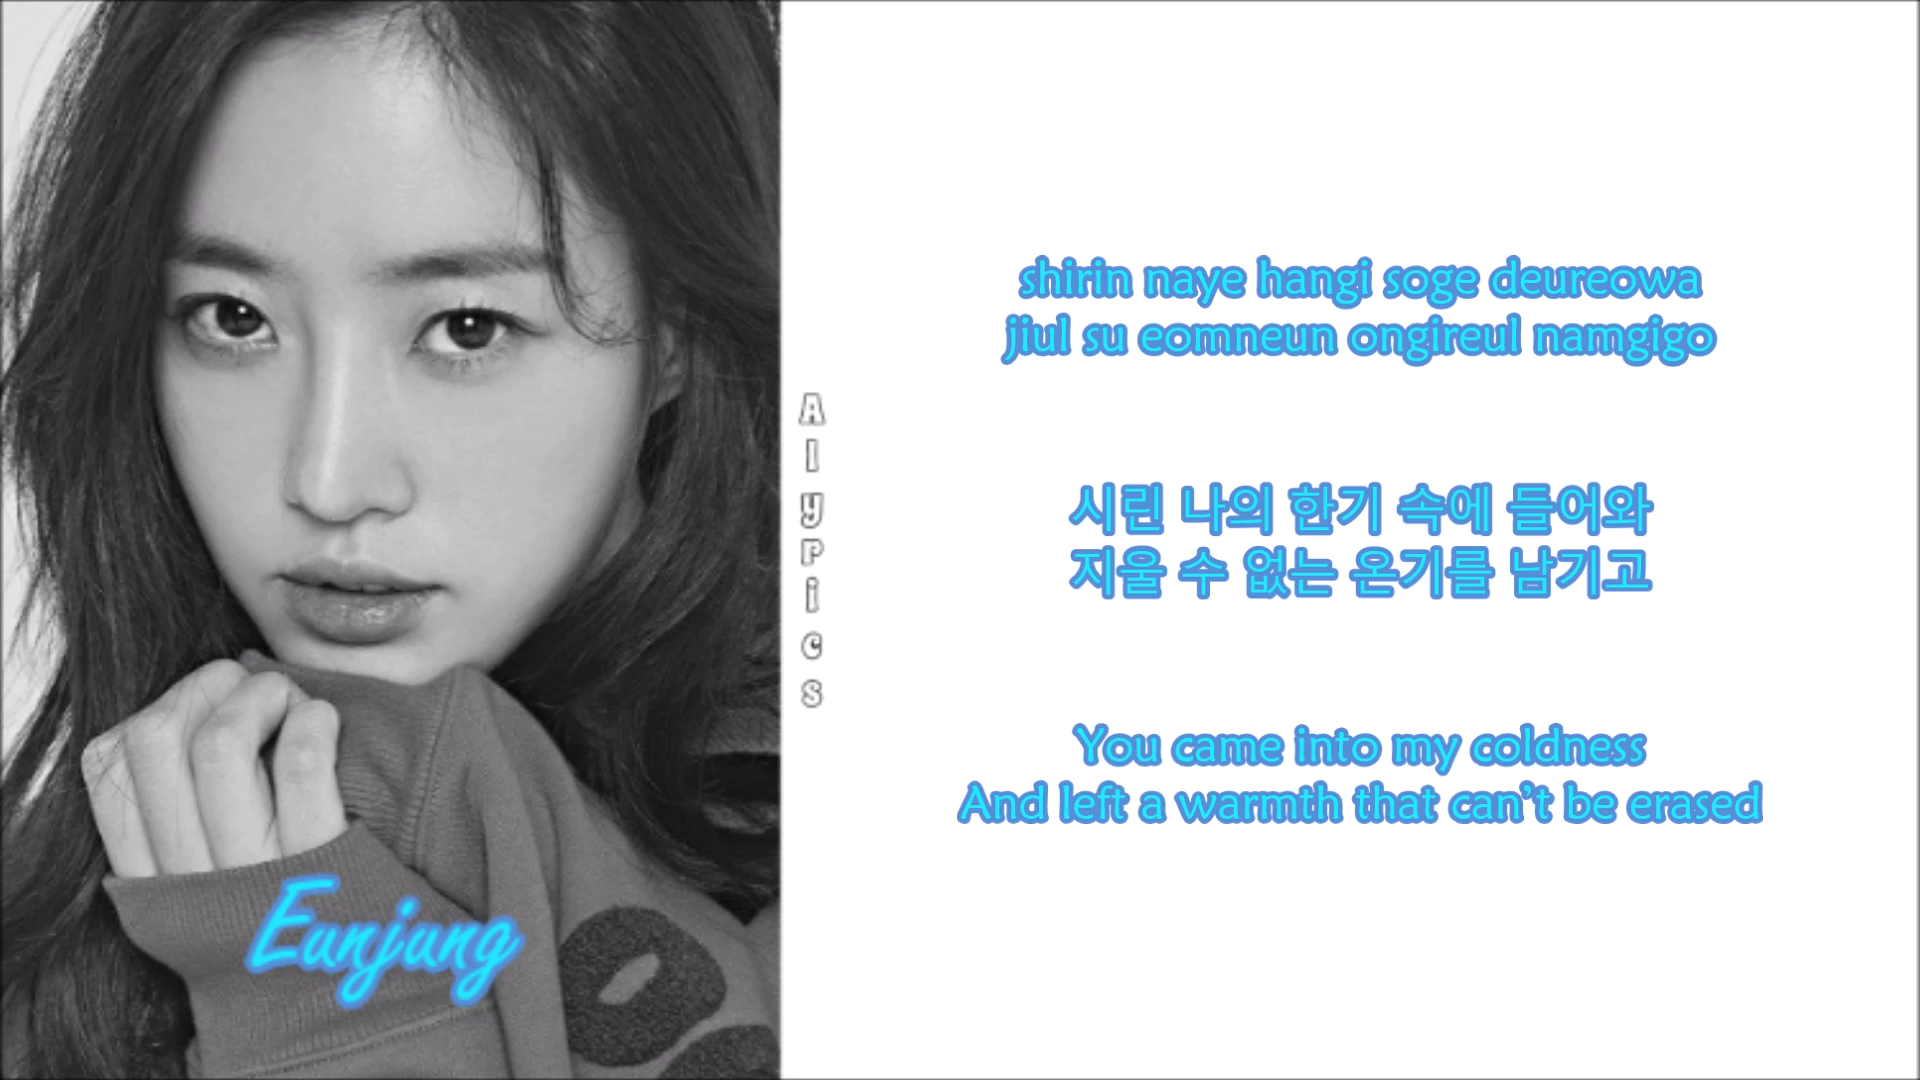 Eunjung
AlyPics
shirin naye hangi soge deureowa
jiul su eomneun ongireul namgigo
시린 나의 한기 속에 들어와
지울 수 없는 온기를 남기고
You came into my coldness
And left a warmth that can't be erased